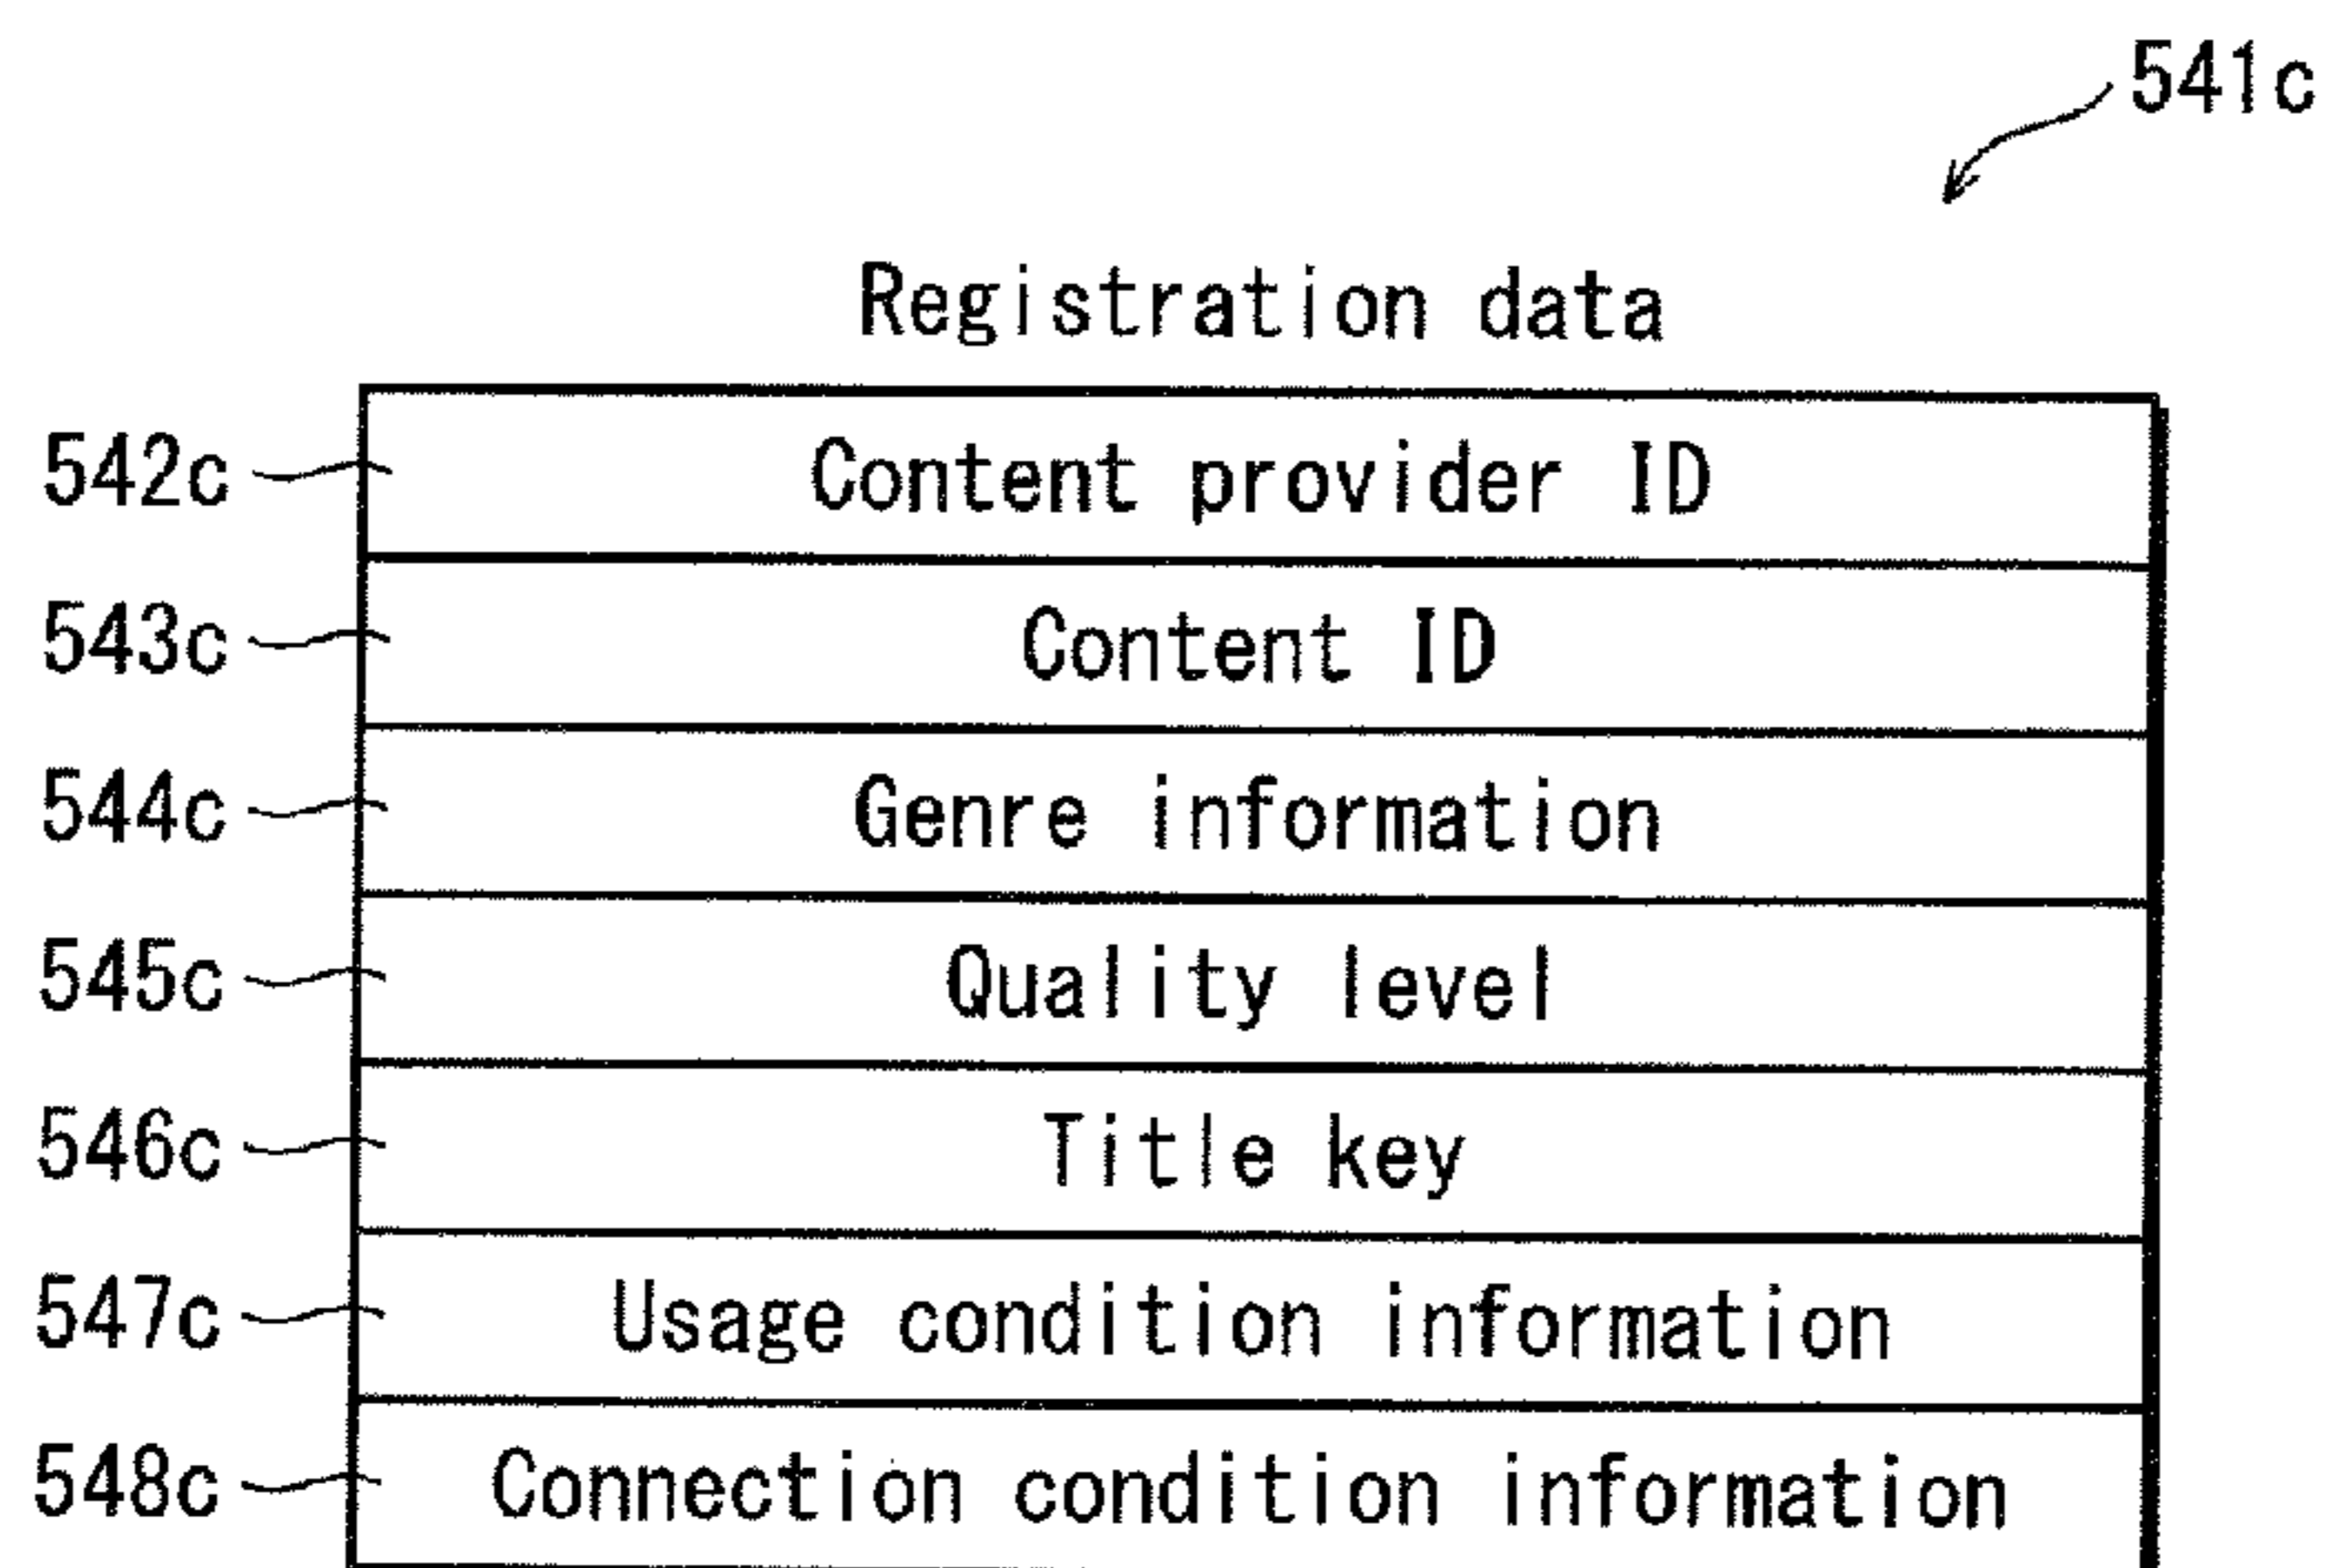 541c
Registration data
542c Content provider ID
543c Content ID
544c Genre information
545c Quality level
546c Title key
547c Usage condition information
548c Connection condition information